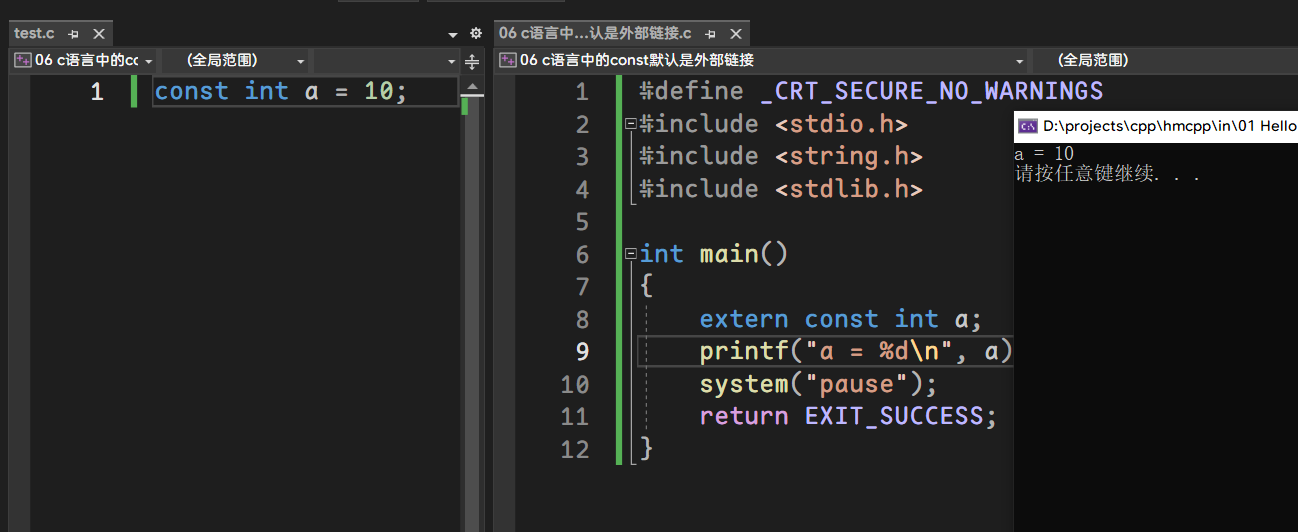 test.c
06 c语言中...认是外部链接.c
06 c语言中的cc
(全局范围)
06 c语言中的const默认是外部链接
(全局范围)
1 const int a = 10;
1 #define _CRT_SECURE_NO_WARNINGS
2 #include <stdio.h>
3 #include <string.h>
4 #include <stdlib.h>
5
6 int main()
7 {
8 extern const int a;
9 printf("a = %d\n", a)
10 system("pause");
11 return EXIT_SUCCESS;
12 }
D:\projects\cpp\hmcpp\in\01 Hello
a = 10
请按任意键继续. . .